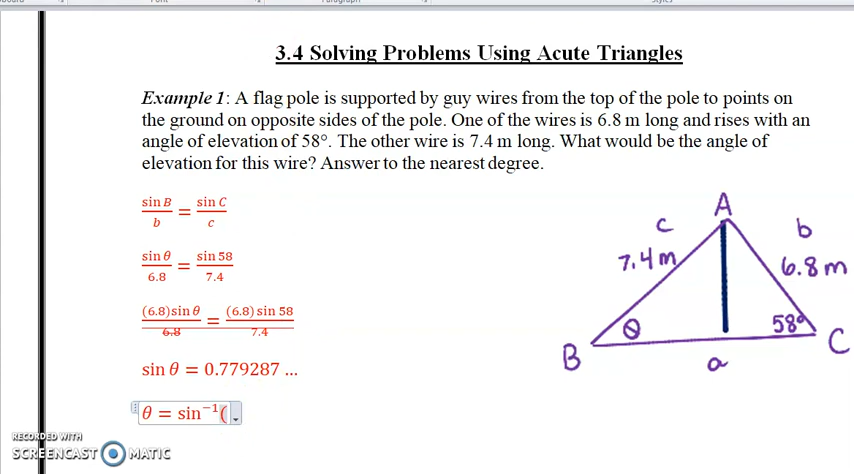 3.4 Solving Problems Using Acute Triangles
Example 1: A flag pole is supported by guy wires from the top of the pole to points on
the ground on opposite sides of the pole. One of the wires is 6.8 m long and rises with an
angle of elevation of 58°. The other wire is 7.4 m long. What would be the angle of
elevation for this wire? Answer to the nearest degree.
sin B / b = sin C / c
sin θ / 6.8 = sin 58 / 7.4
(6.8) sin θ / 6.8 = (6.8) sin 58 / 7.4
sin θ = 0.779287 ...
θ = sin⁻¹(
A
c
b
7.4m
6.8m
θ
58°
B
C
a
RECORDED WITH
SCREENCAST MATIC